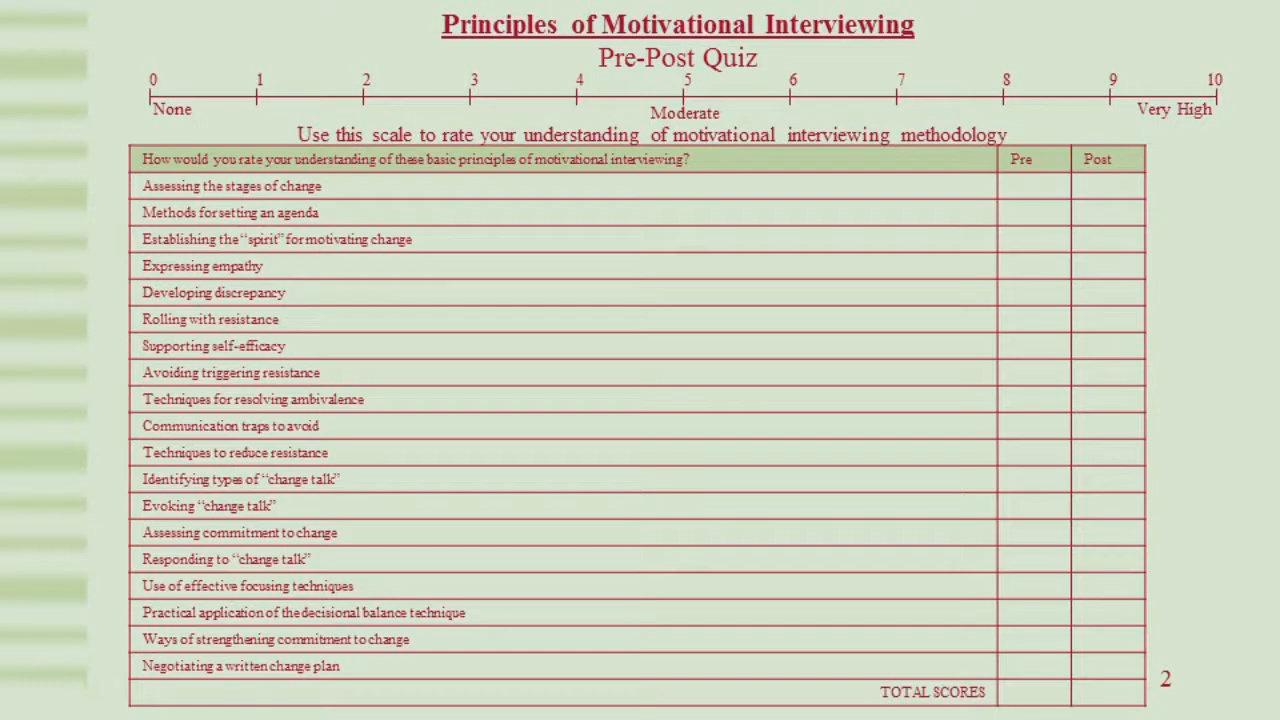 Principles of Motivational Interviewing
Pre-Post Quiz
0 1 2 3 4 5 6 7 8 9 10
None Moderate Very High
Use this scale to rate your understanding of motivational interviewing methodology
How would you rate your understanding of these basic principles of motivational interviewing? Pre Post
Assessing the stages of change
Methods for setting an agenda
Establishing the “spirit” for motivating change
Expressing empathy
Developing discrepancy
Rolling with resistance
Supporting self-efficacy
Avoiding triggering resistance
Techniques for resolving ambivalence
Communication traps to avoid
Techniques to reduce resistance
Identifying types of “change talk”
Evoking “change talk”
Assessing commitment to change
Responding to “change talk”
Use of effective focusing techniques
Practical application of the decisional balance technique
Ways of strengthening commitment to change
Negotiating a written change plan
TOTAL SCORES
2